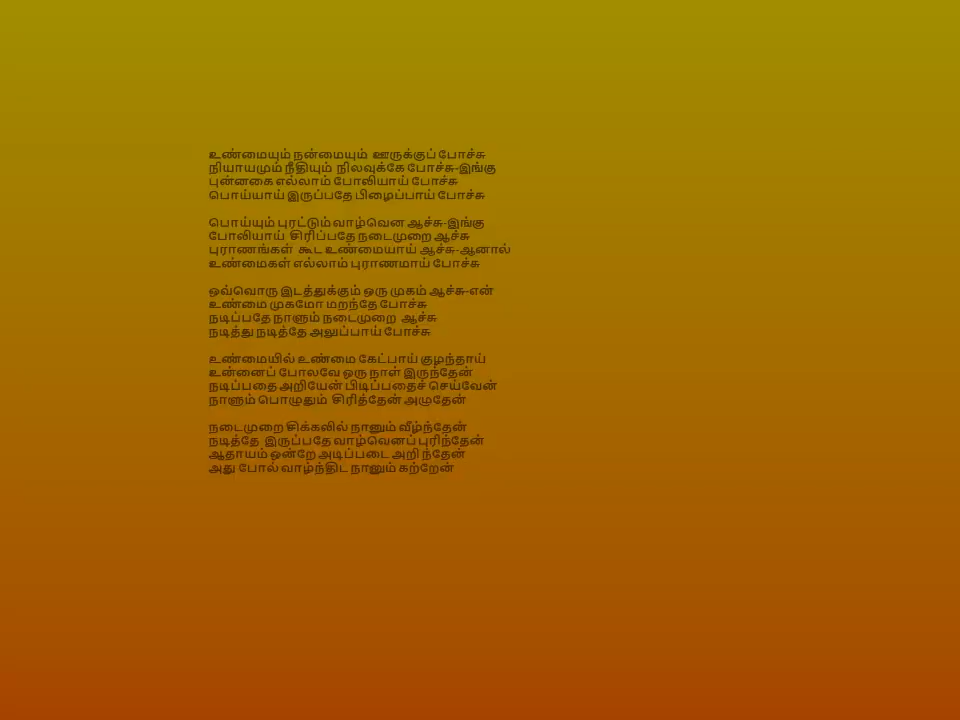 உண்மையும் நன்மையும் ஊருக்குப் போச்சு
நியாயமும் நீதியும் நிலவுக்கே போச்சு-இங்கு
புன்னகை எல்லாம் போலியாய் போச்சு
பொய்யாய் இருப்பதே பிழைப்பாய் போச்சு
பொய்யும் புரட்டும் வாழ்வென ஆச்சு-இங்கு
போலியாய் சிரிப்பதே நடைமுறை ஆச்சு
புராணங்கள் கூட உண்மையாய் ஆச்சு-ஆனால்
உண்மைகள் எல்லாம் புராணமாய் போச்சு
ஒவ்வொரு இடத்துக்கும் ஒரு முகம் ஆச்சு-என்
உண்மை முகமோ மறந்தே போச்சு
நடிப்பதே நாளும் நடைமுறை ஆச்சு
நடித்து நடித்தே அலுப்பாய் போச்சு
உண்மையில் உண்மை கேட்பாய் குழந்தாய்
உன்னைப் போலவே ஒரு நாள் இருந்தேன்
நடிப்பதை அறியேன் பிடிப்பதைச் செய்வேன்
நாளும் பொழுதும் சிரித்தேன் அழுதேன்
நடைமுறை சிக்கலில் நானும் வீழ்ந்தேன்
நடித்தே இருப்பதே வாழ்வெனப் புரிந்தேன்
ஆதாயம் ஒன்றே அடிப்படை அறிந்தேன்
அது போல் வாழ்ந்திட நானும் கற்றேன்